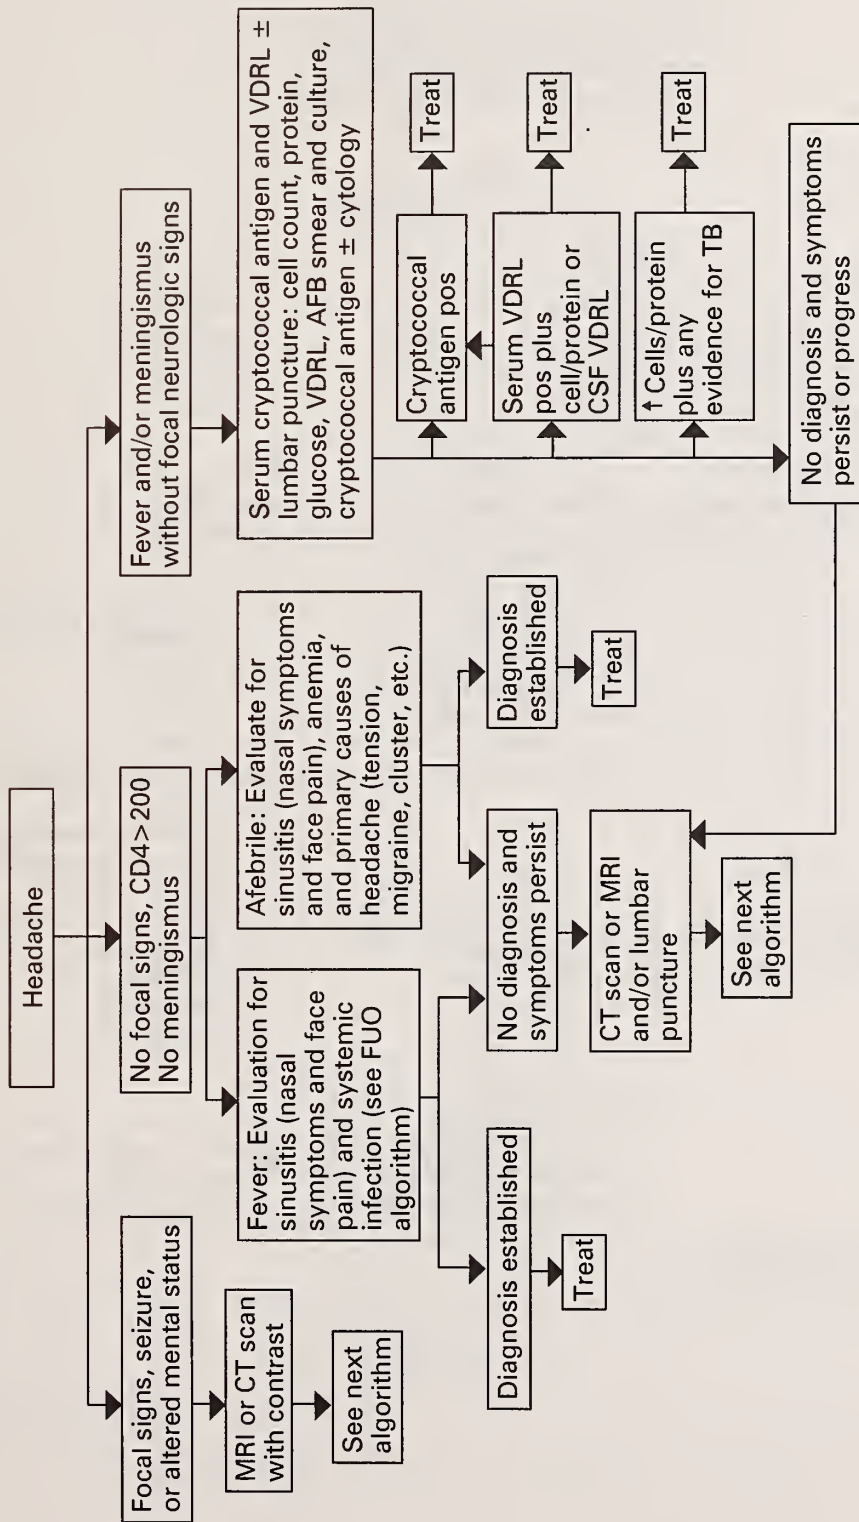 Headache
Focal signs, seizure,
or altered mental status
MRI or CT scan
with contrast
See next
algorithm
No focal signs, CD4>200
No meningismus
Fever: Evaluation for
sinusitis (nasal
symptoms and face
pain) and systemic
infection (see FUO
algorithm)
Afebrile: Evaluate for
sinusitis (nasal symptoms
and face pain), anemia,
and primary causes of
headache (tension,
migraine, cluster, etc.)
Diagnosis established
Treat
No diagnosis and
symptoms persist
Diagnosis
established
Treat
CT scan or MRI
and/or lumbar
puncture
See next
algorithm
Fever and/or meningismus
without focal neurologic signs
Serum cryptococcal antigen and VDRL ±
lumbar puncture: cell count, protein,
glucose, VDRL, AFB smear and culture,
cryptococcal antigen ± cytology
Cryptococcal
antigen pos
Treat
Serum VDRL
pos plus
cell/protein or
CSF VDRL
Treat
↑ Cells/protein
plus any
evidence for TB
Treat
No diagnosis and symptoms
persist or progress